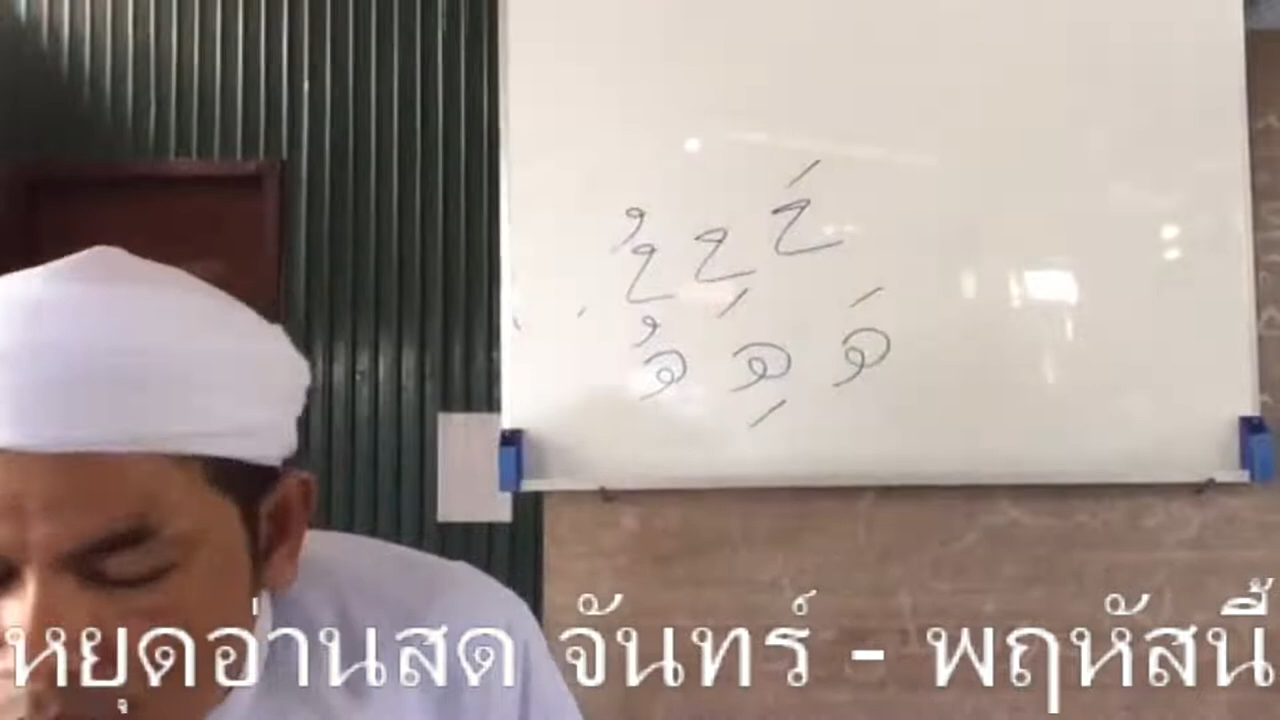 ءَ ءِ ءُ
هَ هِ هُ
หยุดอ่านสด จันทร์ - พฤหัสนี้